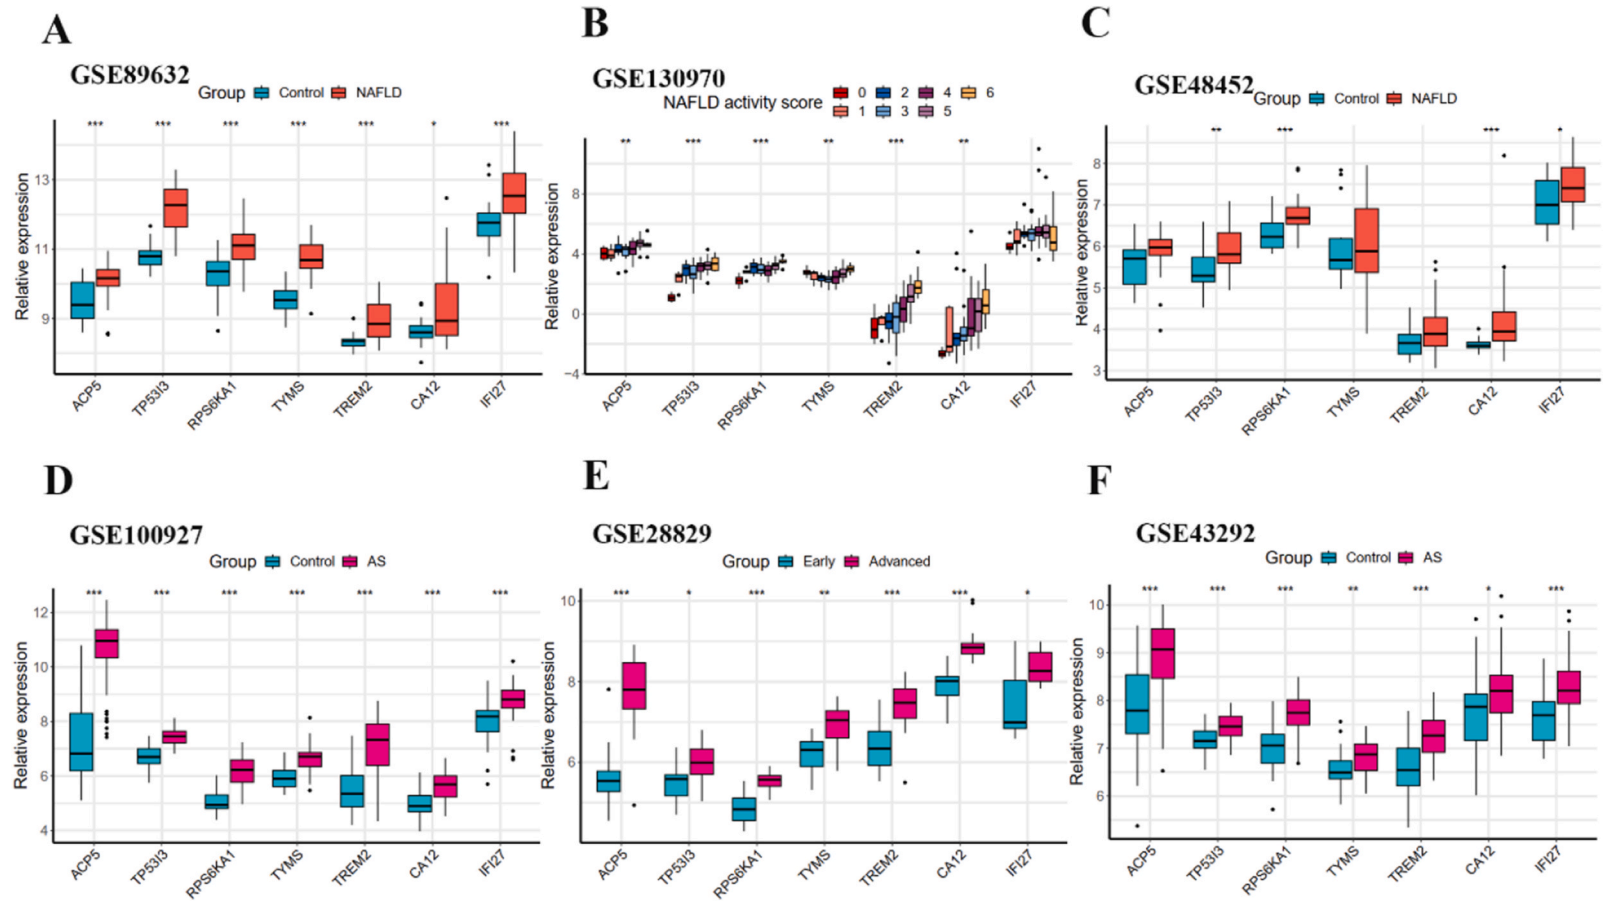 A
GSE89632
Group Control NAFLD
*** *** *** *** *** * ***
Relative expression
13
11
9
ACP5 TP53I3 RPS6KA1 TYMS TREM2 CA12 IFI27
B
GSE130970
NAFLD activity score 0 2 4 6
1 3 5
** *** *** ** *** **
Relative expression
8
4
0
−4
ACP5 TP53I3 RPS6KA1 TYMS TREM2 CA12 IFI27
C
GSE48452
Group Control NAFLD
** *** *** *
Relative expression
8
7
6
5
4
3
ACP5 TP53I3 RPS6KA1 TYMS TREM2 CA12 IFI27
D
GSE100927
Group Control AS
*** *** *** *** *** *** ***
Relative expression
12
10
8
6
4
ACP5 TP53I3 RPS6KA1 TYMS TREM2 CA12 IFI27
E
GSE28829
Group Early Advanced
*** * *** ** *** *** *
Relative expression
10
8
6
ACP5 TP53I3 RPS6KA1 TYMS TREM2 CA12 IFI27
F
GSE43292
Group Control AS
*** *** *** ** *** * ***
Relative expression
10
9
8
7
6
ACP5 TP53I3 RPS6KA1 TYMS TREM2 CA12 IFI27